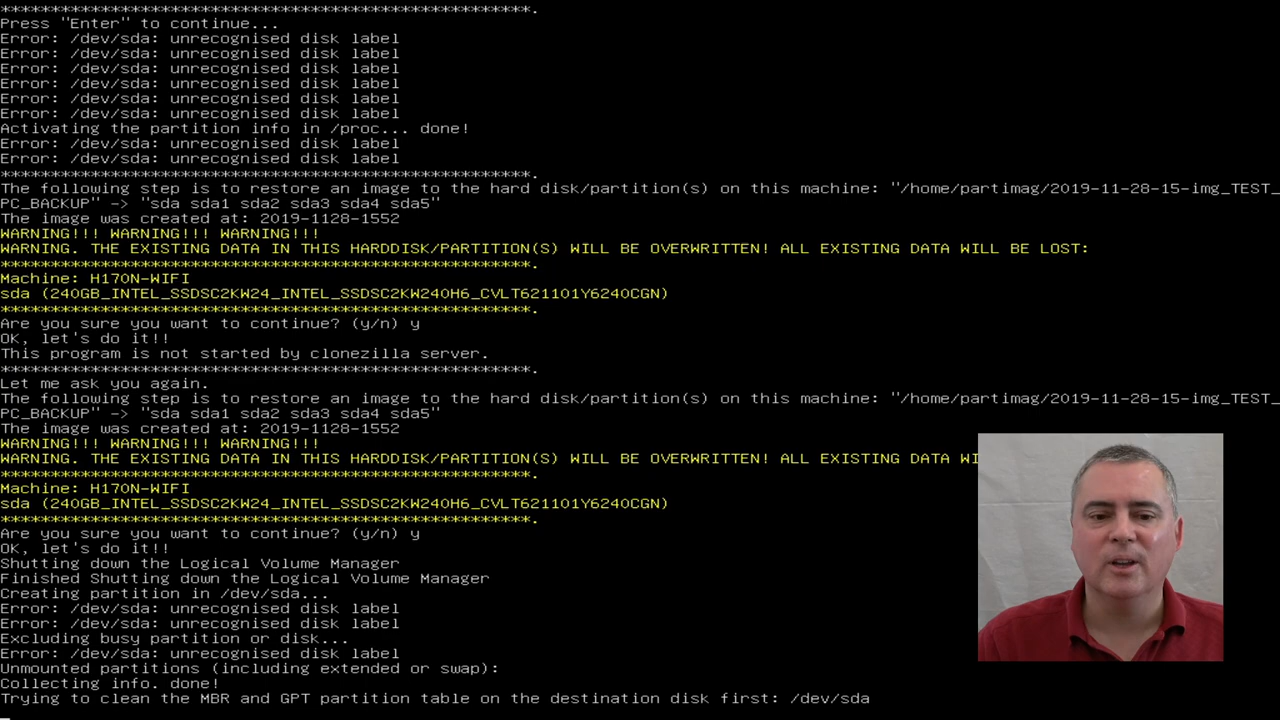 *****************************************************.
Press "Enter" to continue...
Error: /dev/sda: unrecognised disk label
Error: /dev/sda: unrecognised disk label
Error: /dev/sda: unrecognised disk label
Error: /dev/sda: unrecognised disk label
Error: /dev/sda: unrecognised disk label
Error: /dev/sda: unrecognised disk label
Activating the partition info in /proc... done!
Error: /dev/sda: unrecognised disk label
Error: /dev/sda: unrecognised disk label
*****************************************************.
The following step is to restore an image to the hard disk/partition(s) on this machine: "/home/partimag/2019-11-28-15-img_TEST_
PC_BACKUP" -> "sda sda1 sda2 sda3 sda4 sda5"
The image was created at: 2019-1128-1552
WARNING!!! WARNING!!! WARNING!!!
WARNING. THE EXISTING DATA IN THIS HARDDISK/PARTITION(S) WILL BE OVERWRITTEN! ALL EXISTING DATA WILL BE LOST:
*****************************************************.
Machine: H170N-WIFI
sda (240GB_INTEL_SSDSC2KW24_INTEL_SSDSC2KW240H6_CVLT621101Y6240CGN)
*****************************************************.
Are you sure you want to continue? (y/n) y
OK, let's do it!!
This program is not started by clonezilla server.
*****************************************************.
Let me ask you again.
The following step is to restore an image to the hard disk/partition(s) on this machine: "/home/partimag/2019-11-28-15-img_TEST_
PC_BACKUP" -> "sda sda1 sda2 sda3 sda4 sda5"
The image was created at: 2019-1128-1552
WARNING!!! WARNING!!! WARNING!!!
WARNING. THE EXISTING DATA IN THIS HARDDISK/PARTITION(S) WILL BE OVERWRITTEN! ALL EXISTING DATA WI
*****************************************************.
Machine: H170N-WIFI
sda (240GB_INTEL_SSDSC2KW24_INTEL_SSDSC2KW240H6_CVLT621101Y6240CGN)
*****************************************************.
Are you sure you want to continue? (y/n) y
OK, let's do it!!
Shutting down the Logical Volume Manager
Finished Shutting down the Logical Volume Manager
Creating partition in /dev/sda...
Error: /dev/sda: unrecognised disk label
Error: /dev/sda: unrecognised disk label
Excluding busy partition or disk...
Error: /dev/sda: unrecognised disk label
Unmounted partitions (including extended or swap):
Collecting info. done!
Trying to clean the MBR and GPT partition table on the destination disk first: /dev/sda